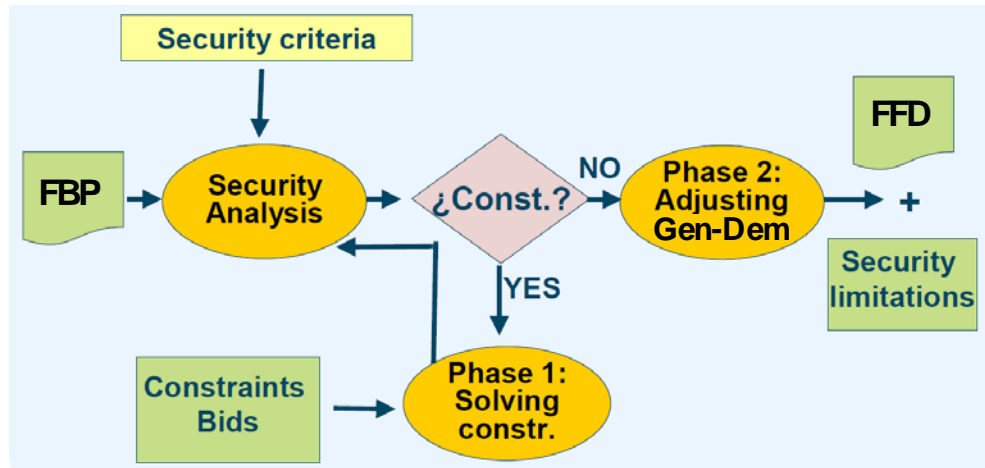 Security criteria
FFD
FBP
Security
Analysis
¿Const.?
NO
Phase 2:
Adjusting
Gen-Dem
+
Security
limitations
YES
Constraints
Bids
Phase 1:
Solving
constr.